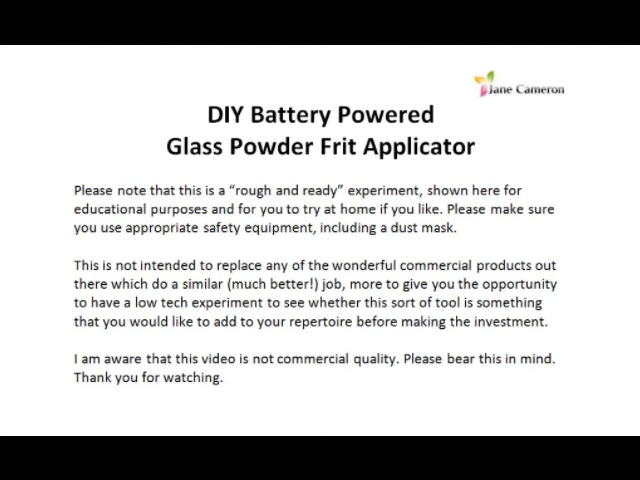 Jane Cameron
DIY Battery Powered
Glass Powder Frit Applicator
Please note that this is a “rough and ready” experiment, shown here for
educational purposes and for you to try at home if you like. Please make sure
you use appropriate safety equipment, including a dust mask.
This is not intended to replace any of the wonderful commercial products out
there which do a similar (much better!) job, more to give you the opportunity
to have a low tech experiment to see whether this sort of tool is something
that you would like to add to your repertoire before making the investment.
I am aware that this video is not commercial quality. Please bear this in mind.
Thank you for watching.